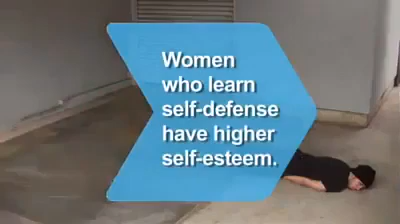 Women
who learn
self-defense
have higher
self-esteem.